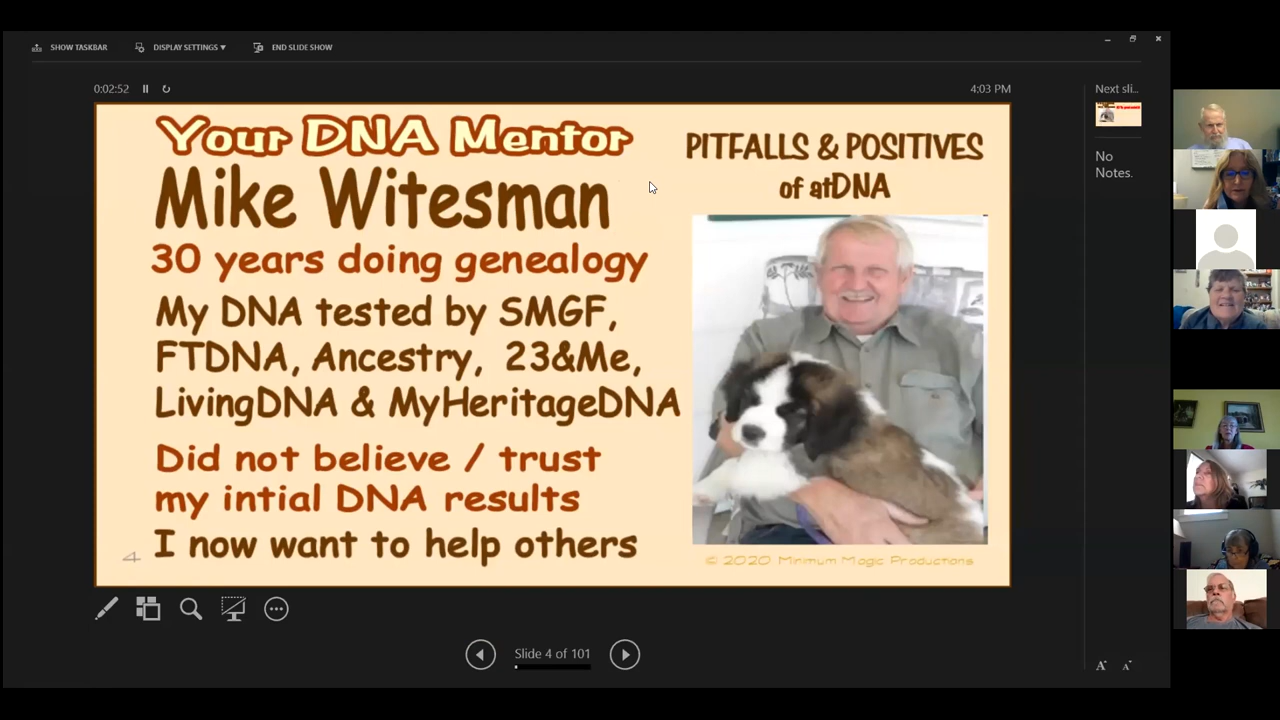 SHOW TASKBAR
DISPLAY SETTINGS ▼
END SLIDE SHOW
0:02:52
4:03 PM
Next sli...
Your DNA Mentor
Mike Witesman
30 years doing genealogy
My DNA tested by SMGF,
FTDNA, Ancestry, 23&Me,
LivingDNA & MyHeritageDNA
Did not believe / trust
my intial DNA results
I now want to help others
4
PITFALLS & POSITIVES
of atDNA
© 2020 Minimum Magic Productions
No
Notes.
Slide 4 of 101
A
A